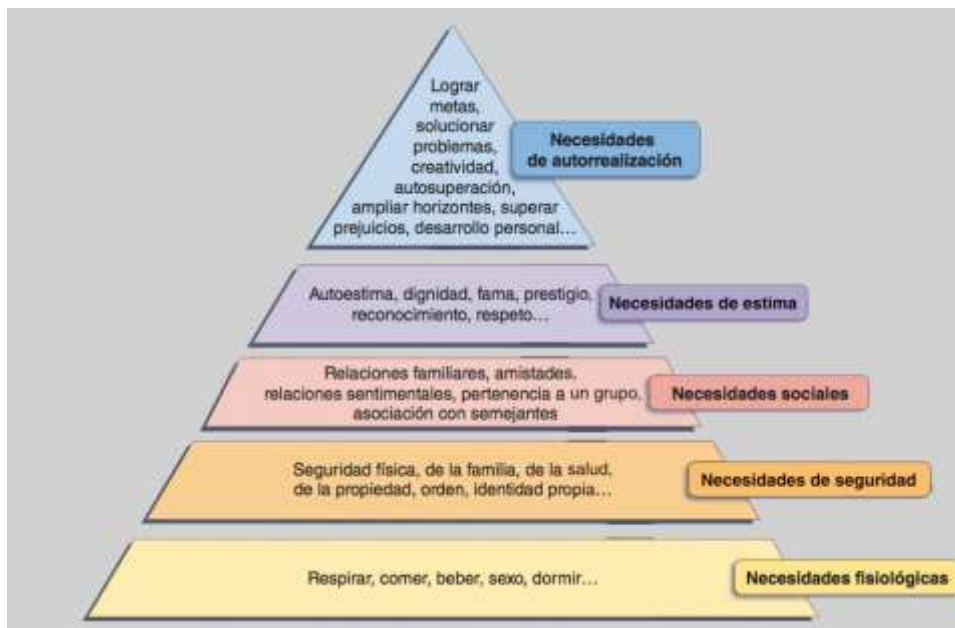 Lograr
metas,
solucionar
problemas,
creatividad,
autosuperación,
ampliar horizontes, superar
prejuicios, desarrollo personal...
Necesidades
de autorrealización
Autoestima, dignidad, fama, prestigio,
reconocimiento, respeto...
Necesidades de estima
Relaciones familiares, amistades.
relaciones sentimentales, pertenencia a un grupo,
asociación con semejantes
Necesidades sociales
Seguridad física, de la familia, de la salud,
de la propiedad, orden, identidad propia...
Necesidades de seguridad
Respirar, comer, beber, sexo, dormir...
Necesidades fisiológicas